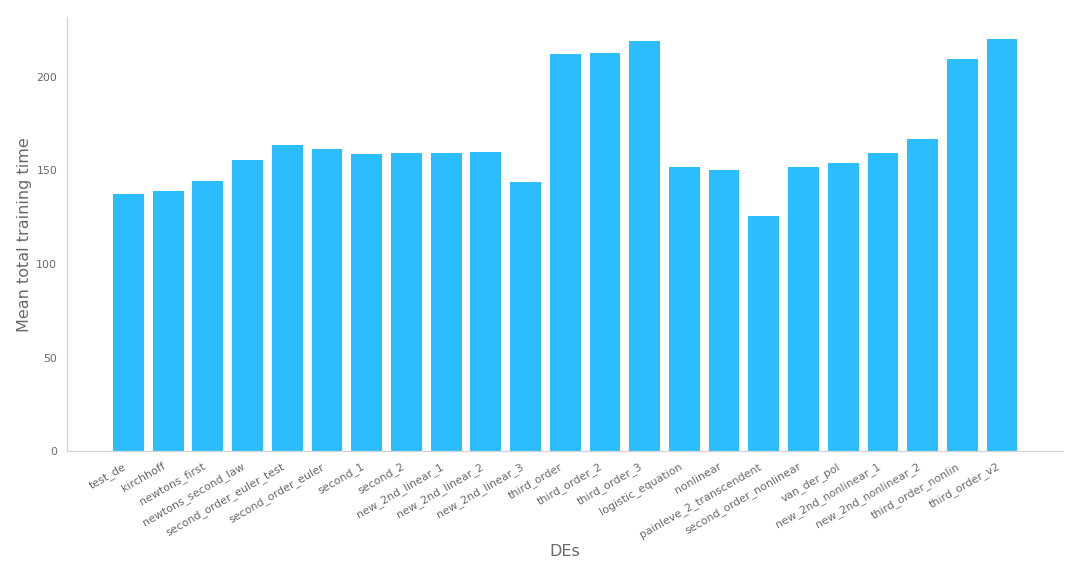 Mean total training time
200
150
100
50
0
test_de
kirchhoff
newtons_first
newtons_second_law
second_order_euler_test
second_order_euler
second_1
second_2
new_2nd_linear_1
new_2nd_linear_2
new_2nd_linear_3
third_order
third_order_2
third_order_3
logistic_equation
nonlinear
painleve_2_transcendent
second_order_nonlinear
van_der_pol
new_2nd_nonlinear_1
new_2nd_nonlinear_2
third_order_nonlin
third_order_v2
DEs